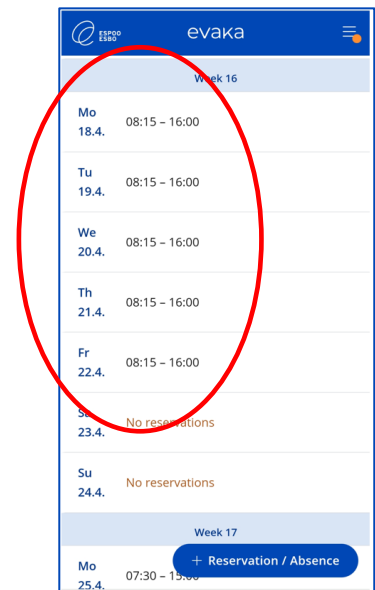 ESPOO
ESBO
evaka
Week 16
Mo
18.4.
08:15 – 16:00
Tu
19.4.
08:15 – 16:00
We
20.4.
08:15 – 16:00
Th
21.4.
08:15 – 16:00
Fr
22.4.
08:15 – 16:00
Sa
23.4.
No reservations
Su
24.4.
No reservations
Week 17
Mo
25.4.
07:30 – 15:00
+ Reservation / Absence